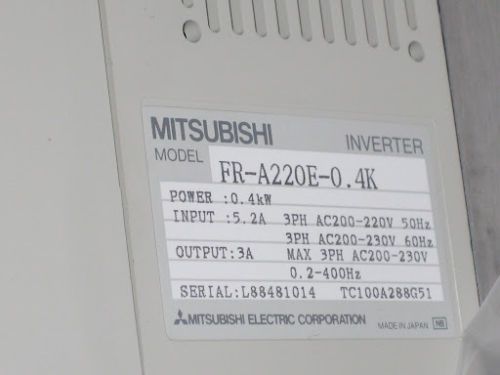 MITSUBISHI INVERTER
MODEL FR-A220E-0.4K
POWER :0.4kW
INPUT :5.2A 3PH AC200-220V 50Hz
3PH AC200-230V 60Hz
OUTPUT:3A MAX 3PH AC200-230V
0.2-400Hz
SERIAL:L88481014 TC100A288G51
MITSUBISHI ELECTRIC CORPORATION MADE IN JAPAN